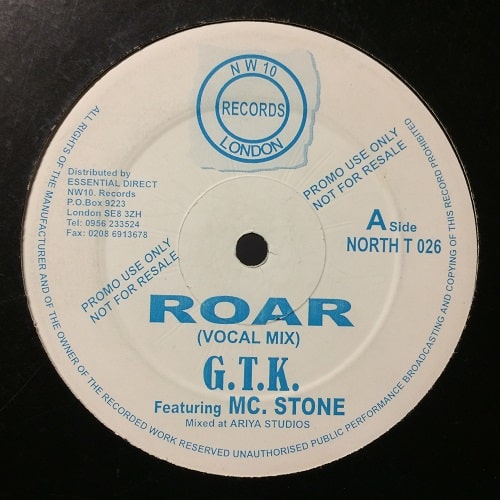 NW 10
RECORDS
LONDON
Distributed by
ESSENTIAL DIRECT
NW10. Records
P.O.Box 9223
London SE8 3ZH
Tel: 0956 233524
Fax: 0208 6913678
PROMO USE ONLY
NOT FOR RESALE
PROMO USE ONLY
NOT FOR RESALE
A Side
NORTH T 026
ROAR
(VOCAL MIX)
G.T.K.
Featuring MC. STONE
Mixed at ARIYA STUDIOS
ALL RIGHTS OF THE MANUFACTURER AND OF THE OWNER OF THE RECORDED WORK RESERVED UNAUTHORISED PUBLIC PERFORMANCE BROADCASTING AND COPYING OF THIS RECORD PROHIBITED